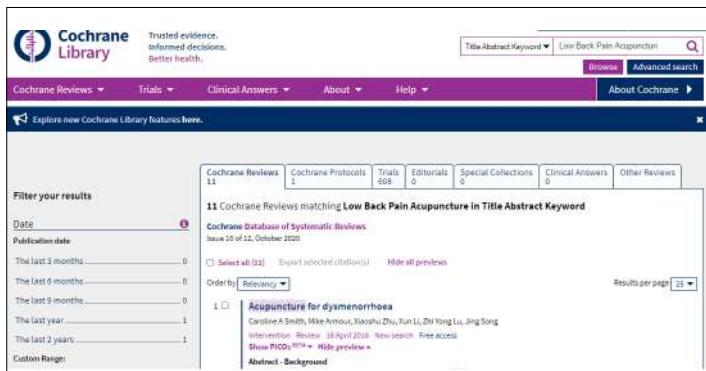 Cochrane Library
Trusted evidence.
Informed decisions.
Better health.
Title Abstract Keyword
Low Back Pain Acupunctur
Browse
Advanced search
Cochrane Reviews
Trials
Clinical Answers
About
Help
About Cochrane
Explore new Cochrane Library features here.
Filter your results
Date
Publication date
The last 3 months 0
The last 6 months 0
The last 9 months 0
The last year 1
The last 2 years 1
Custom Range:
Cochrane Reviews 11
Cochrane Protocols 1
Trials 608
Editorials 0
Special Collections 0
Clinical Answers 0
Other Reviews
11 Cochrane Reviews matching Low Back Pain Acupuncture in Title Abstract Keyword
Cochrane Database of Systematic Reviews
Issue 10 of 12, October 2020
Select all (11) Export selected citation(s) Hide all previews
Order by Relevancy
Results per page 25
1
Acupuncture for dysmenorrhoea
Caroline A Smith, Mike Armour, Xiaoshu Zhu, Xun Li, Zhi Yong Lu, Jing Song
Intervention Review 18 April 2016 New search Free access
Show PICOs BETA Hide preview
Abstract - Background